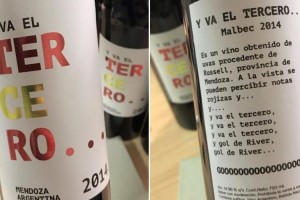 Y VA EL
TER
CE
RO...
MENDOZA
ARGENTINA
2014
Y VA EL TERCERO..
Malbec 2014
Es un vino obtenido de
uvas procedente de
Russell, provincia de
Mendoza. A la vista se
pueden percibir notas
rojizas y...
y....
y va el tercero,
y va el tercero,
y va el tercero,
y gol de River,
gol de River...